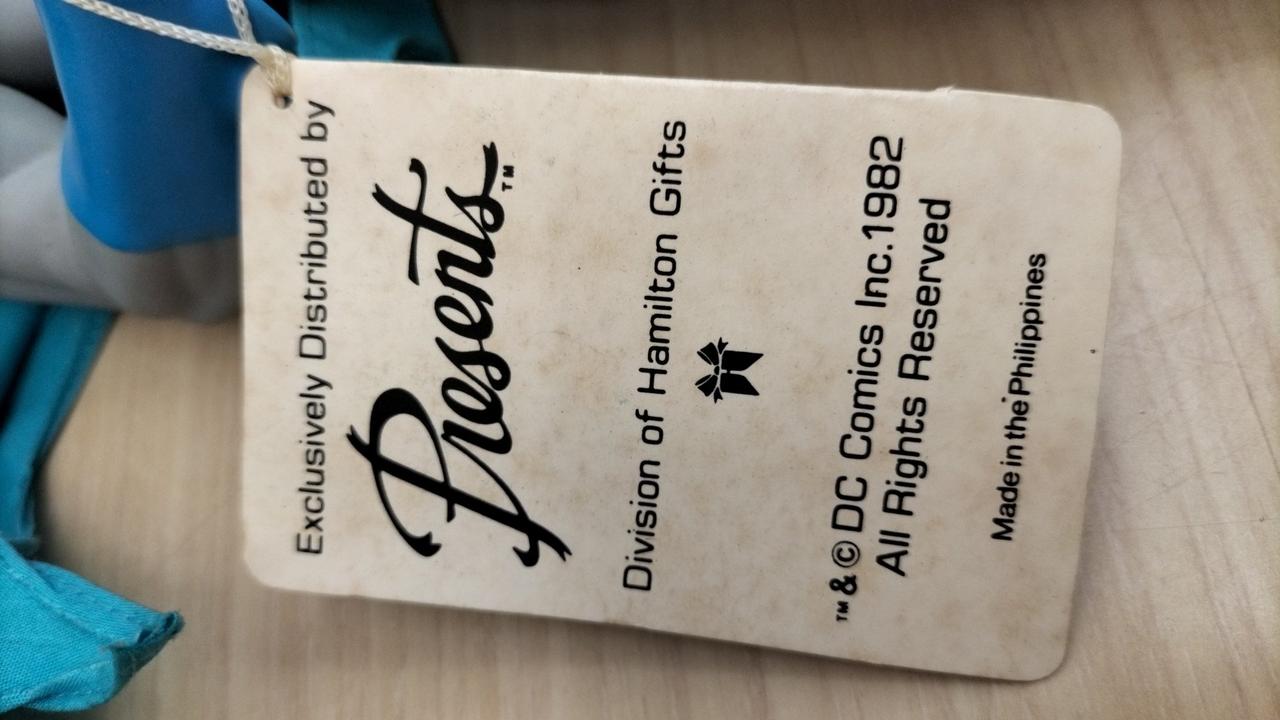 Exclusively Distributed by
Presents™
Division of Hamilton Gifts
™ & © DC Comics Inc.1982
All Rights Reserved
Made in the Philippines